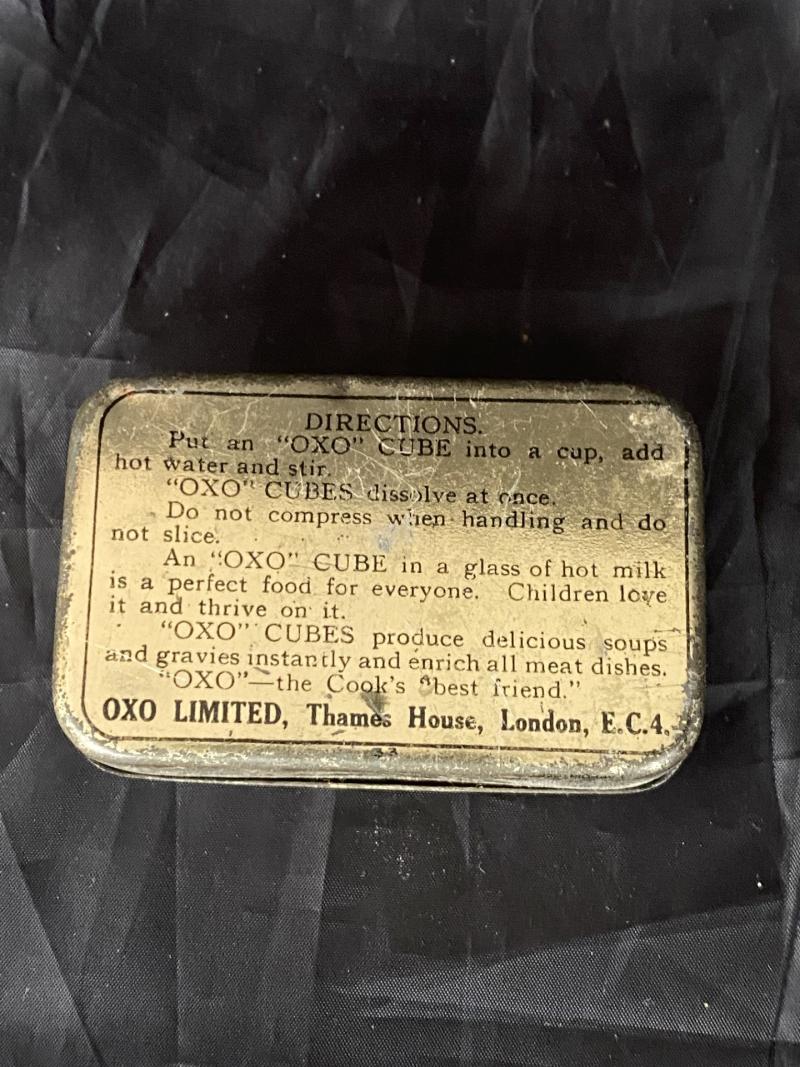 DIRECTIONS.
Put an "OXO" CUBE into a cup, add
hot water and stir.
"OXO" CUBES dissolve at once.
Do not compress when handling and do
not slice.
An "OXO" CUBE in a glass of hot milk
is a perfect food for everyone. Children love
it and thrive on it.
"OXO" CUBES produce delicious soups
and gravies instantly and enrich all meat dishes.
"OXO"—the Cook's "best friend."
OXO LIMITED, Thames House, London, E.C.4.
33